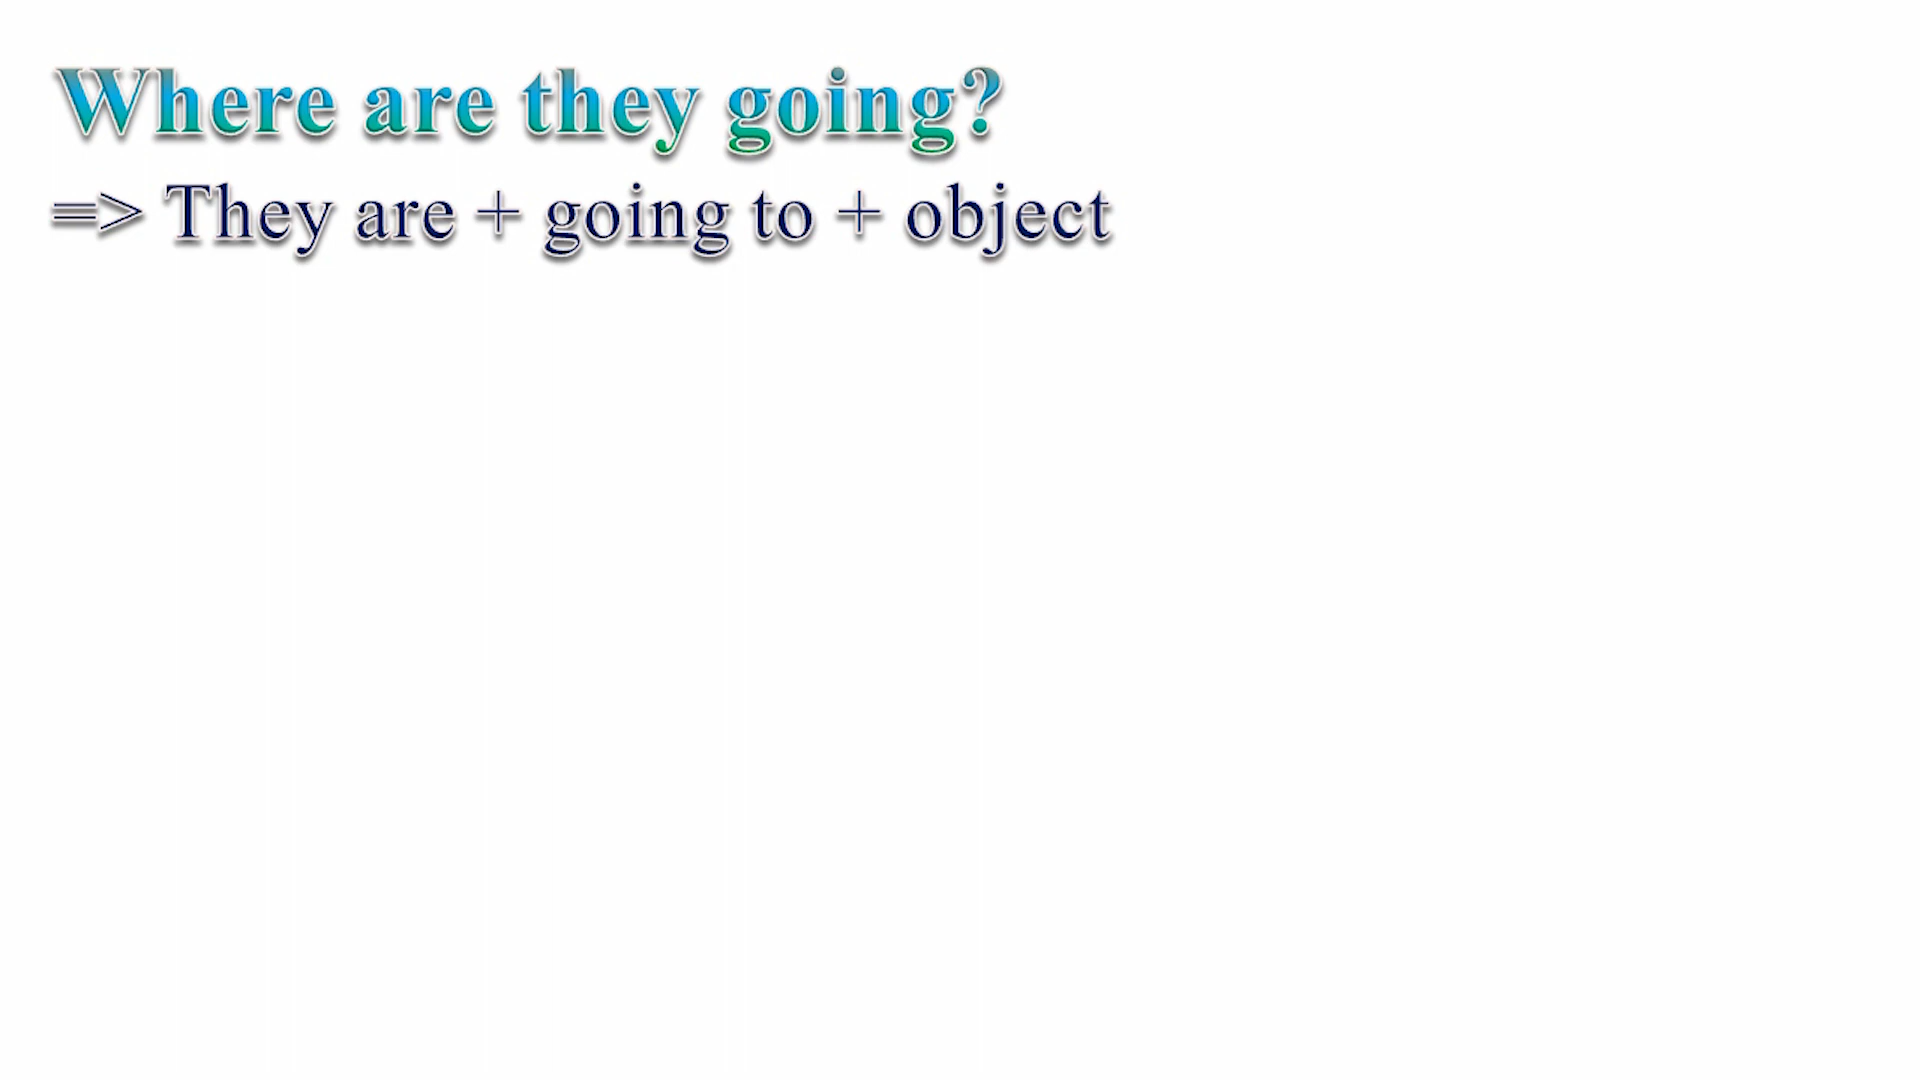 Where are they going?
=> They are + going to + object